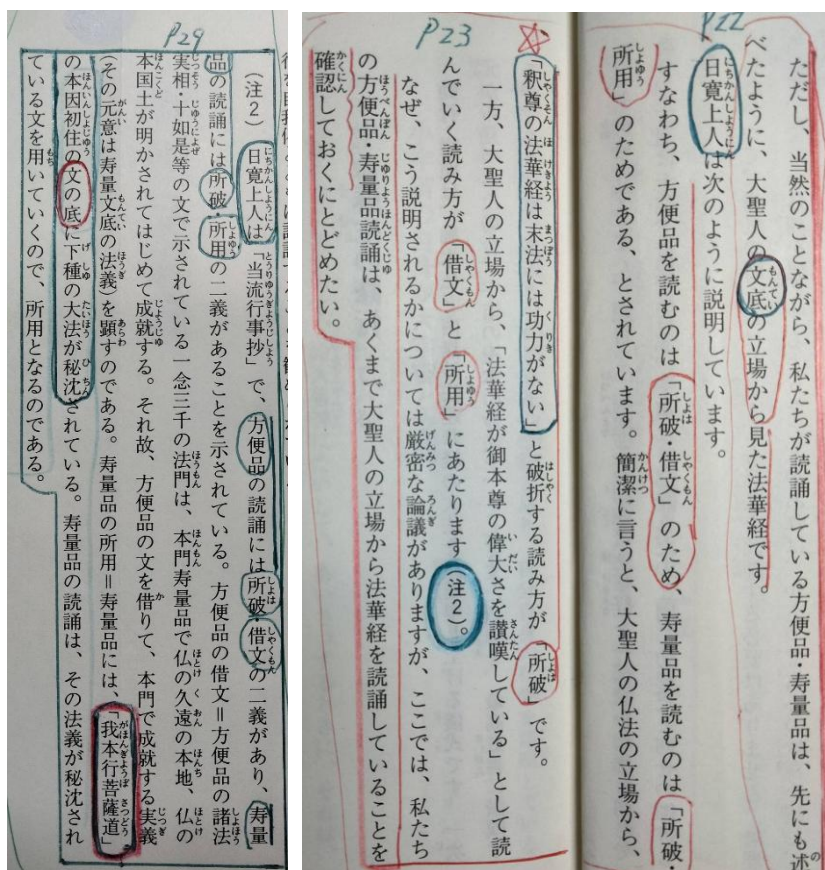 P22
ただし、当然のことながら、私たちが読誦している方便品・寿量品は、先にも述
べたように、大聖人の文底の立場から見た法華経です。
日寛上人は次のように説明しています。
すなわち、方便品を読むのは「所破・借文」のため、寿量品を読むのは「所破・
所用」のためである、とされています。簡潔に言うと、大聖人の仏法の立場から、
P23
「釈尊の法華経は末法には功力がない」と破折する読み方が「所破」です。
一方、大聖人の立場から、「法華経が御本尊の偉大さを讃嘆している」として読
んでいく読み方が「借文」と「所用」にあたります（注2）。
なぜ、こう説明されるかについては厳密な論議がありますが、ここでは、私たち
の方便品・寿量品読誦は、あくまで大聖人の立場から法華経を読誦していることを
確認しておくにとどめたい。
P29
（注2）日寛上人は「当流行事抄」で、方便品の読誦には所破・借文の二義があり、寿量
品の読誦には所破・所用の二義があることを示されている。方便品の借文＝方便品の諸法
実相・十如是等の文で示されている一念三千の法門は、本門寿量品で仏の久遠の本地、仏の
本国土が明かされてはじめて成就する。それ故、方便品の文を借りて、本門で成就する実義
（その元意は寿量文底の法義）を顕すのである。寿量品の所用＝寿量品には、「我本行菩薩道」
の本因初住の文の底に下種の大法が秘沈されている。寿量品の読誦は、その法義が秘沈され
ている文を用いていくので、所用となるのである。